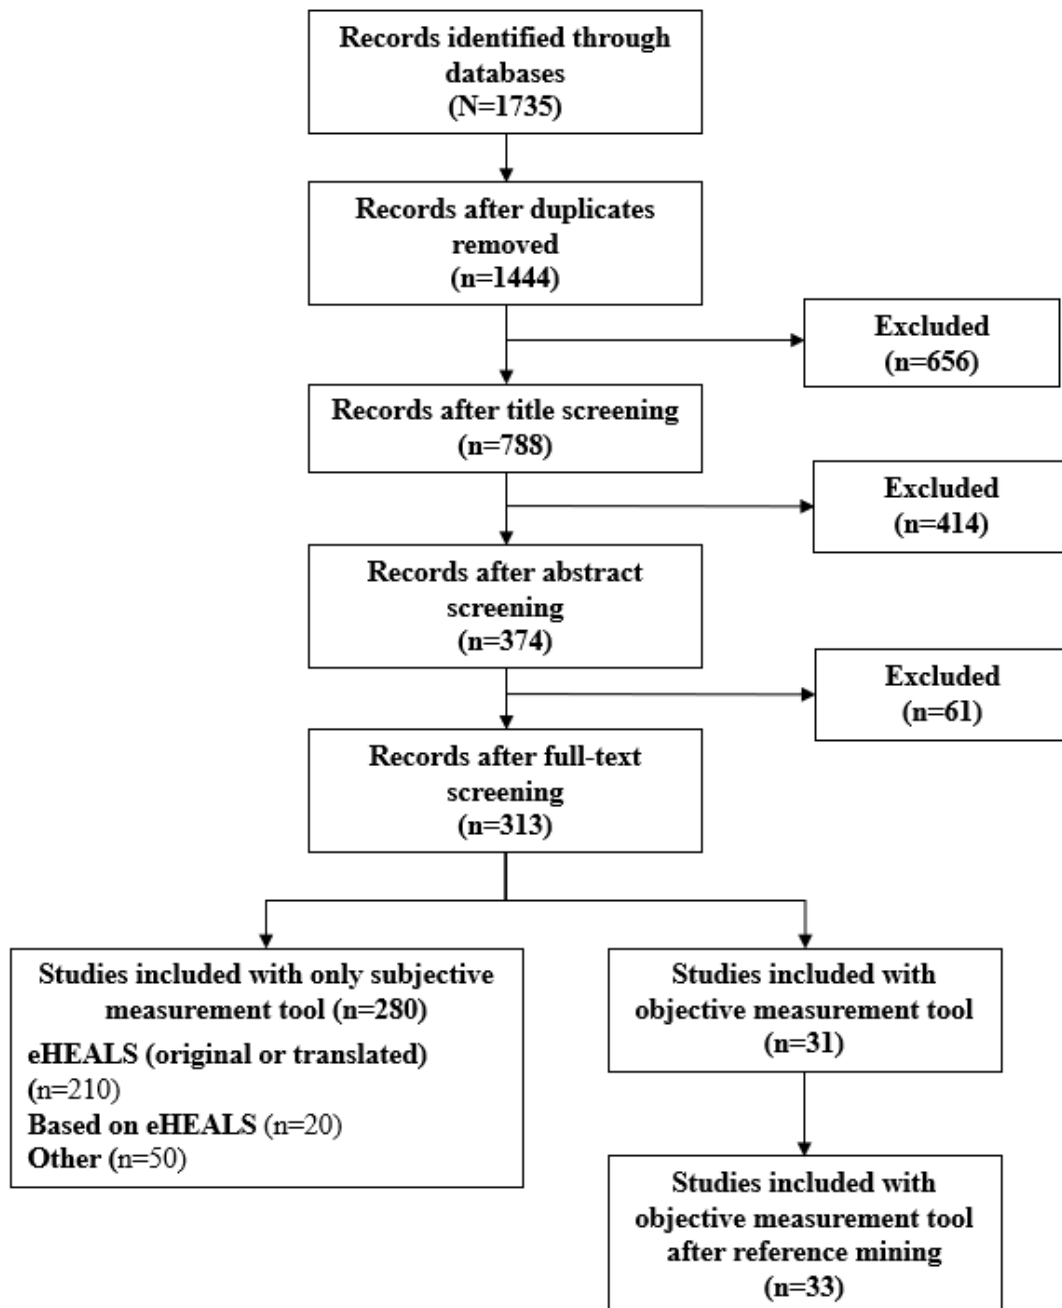 Records identified through
databases
(N=1735)
Records after duplicates
removed
(n=1444)
Excluded
(n=656)
Records after title screening
(n=788)
Excluded
(n=414)
Records after abstract
screening
(n=374)
Excluded
(n=61)
Records after full-text
screening
(n=313)
Studies included with only subjective
measurement tool (n=280)
eHEALS (original or translated)
(n=210)
Based on eHEALS (n=20)
Other (n=50)
Studies included with
objective measurement tool
(n=31)
Studies included with
objective measurement tool
after reference mining
(n=33)